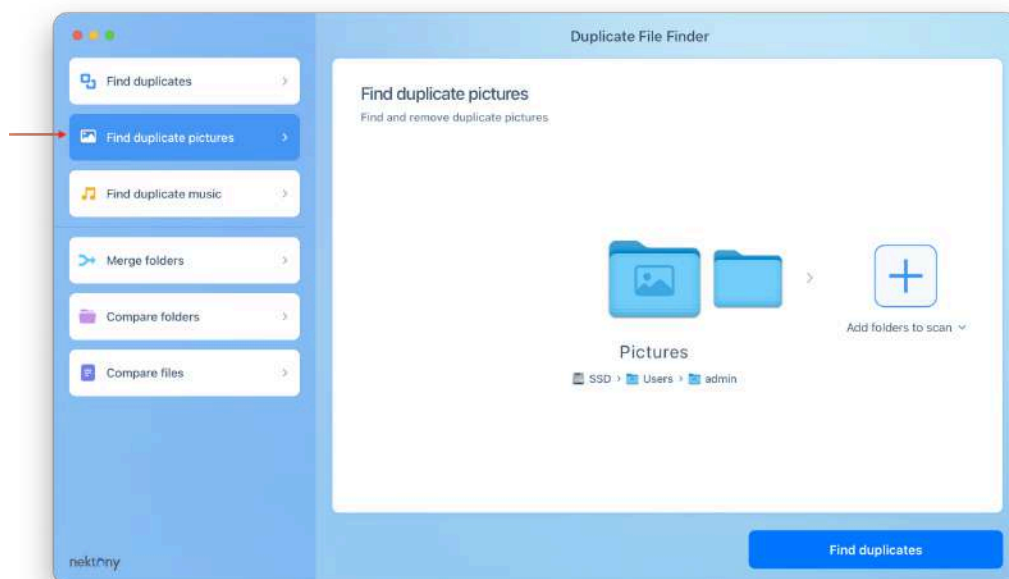 Duplicate File Finder
Find duplicates
Find duplicate pictures
Find duplicate music
Merge folders
Compare folders
Compare files
nektony
Find duplicate pictures
Find and remove duplicate pictures
Pictures
SSD › Users › admin
Add folders to scan
Find duplicates